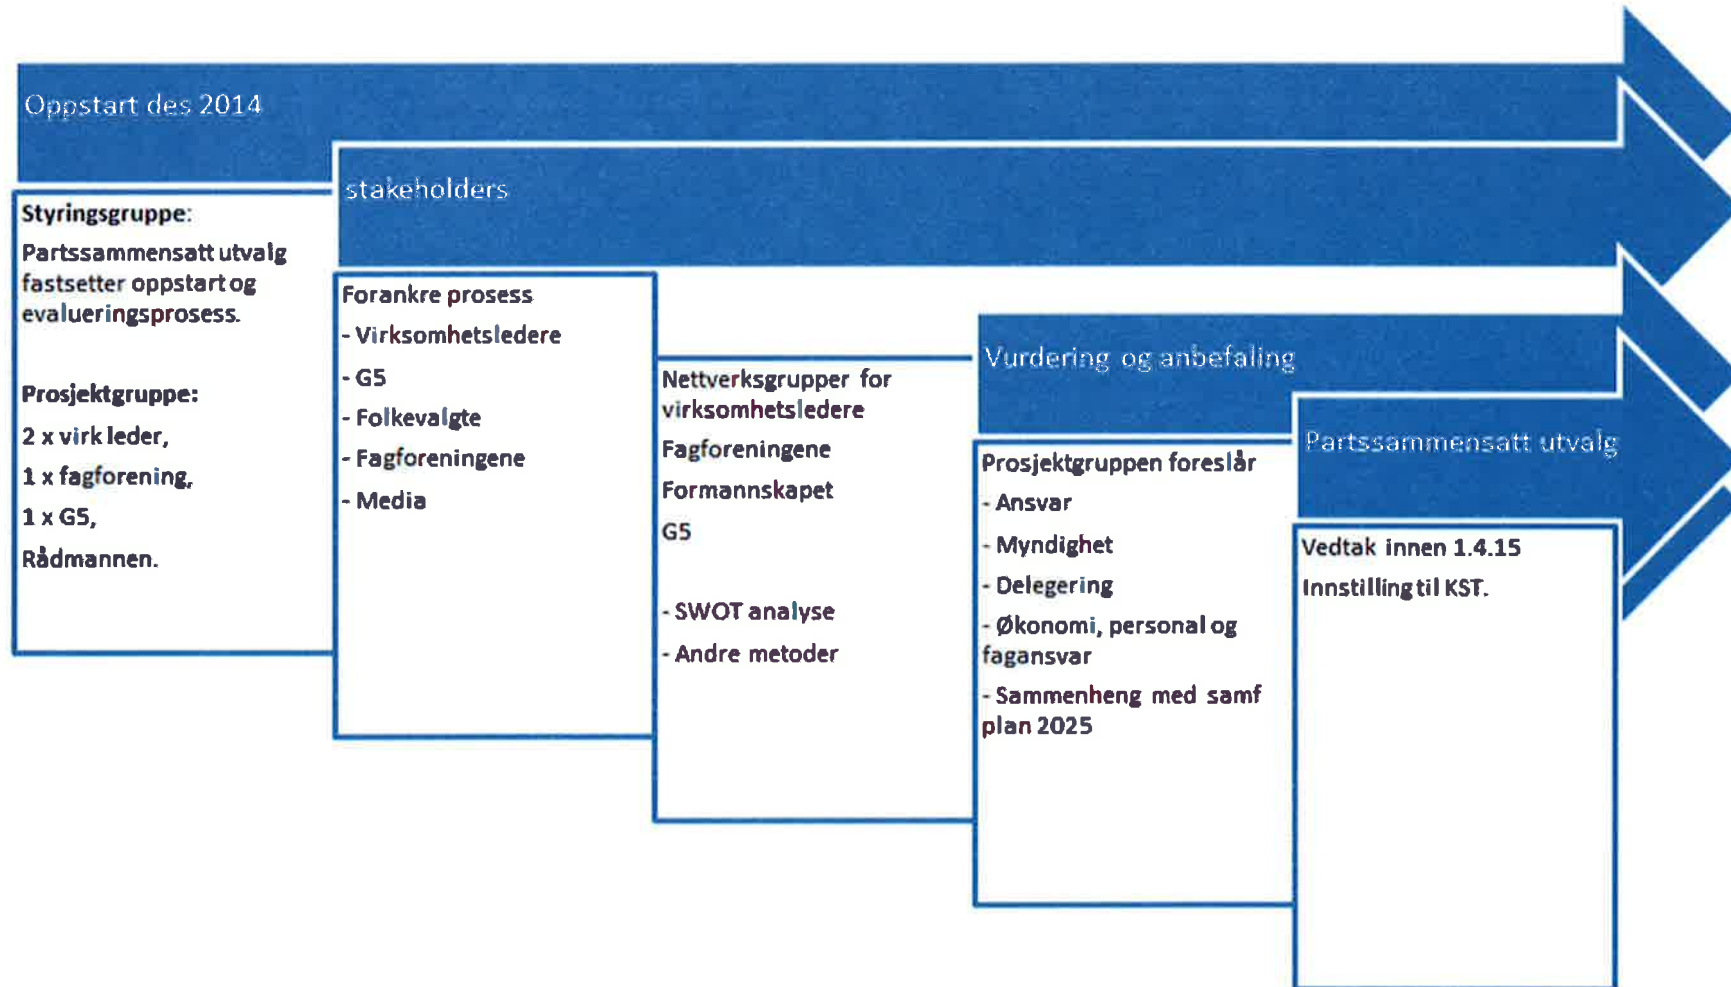 Oppstart des 2014
Styringsgruppe:
Partssammensatt utvalg
fastsetter oppstart og
evalueringsprosess.
Prosjektgruppe:
2 x virk leder,
1 x fagforening,
1 x G5,
Rådmannen.
stakeholders
Forankre prosess
- Virksomhetsledere
- G5
- Folkevalgte
- Fagforeningene
- Media
Nettverksgrupper for
virksomhetsledere
Fagforeningene
Formannskapet
G5
- SWOT analyse
- Andre metoder
Vurdering og anbefaling
Prosjektgruppen foreslår
- Ansvar
- Myndighet
- Delegering
- Økonomi, personal og
fagansvar
- Sammenheng med samf
plan 2025
Partssammensatt utvalg
Vedtak innen 1.4.15
Innstilling til KST.